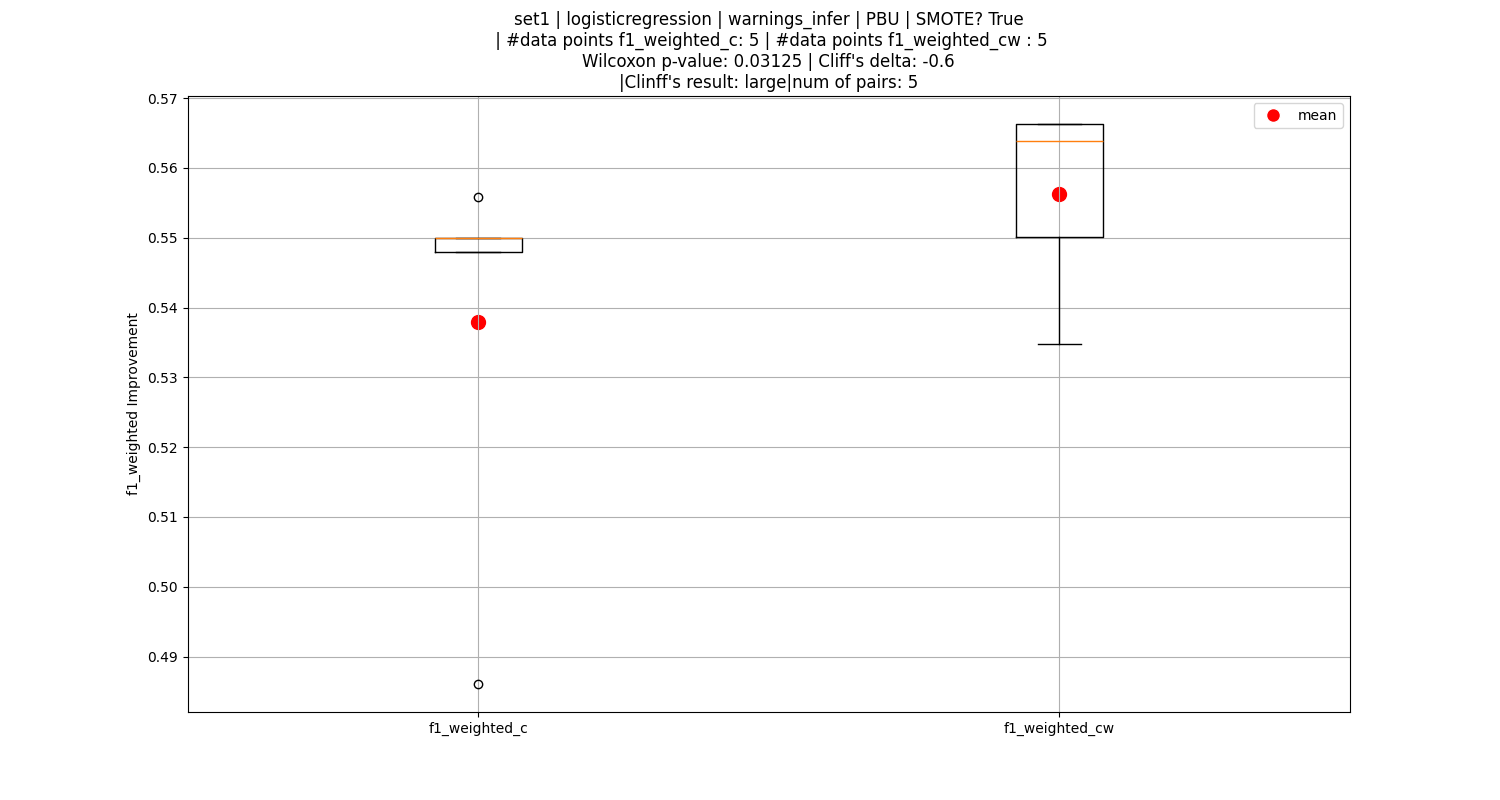 set1 | logisticregression | warnings_infer | PBU | SMOTE? True
| #data points f1_weighted_c: 5 | #data points f1_weighted_cw : 5
Wilcoxon p-value: 0.03125 | Cliff's delta: -0.6
|Clinff's result: large|num of pairs: 5
mean
0.57
0.56
0.55
0.54
0.53
0.52
0.51
0.50
0.49
f1_weighted Improvement
f1_weighted_c
f1_weighted_cw